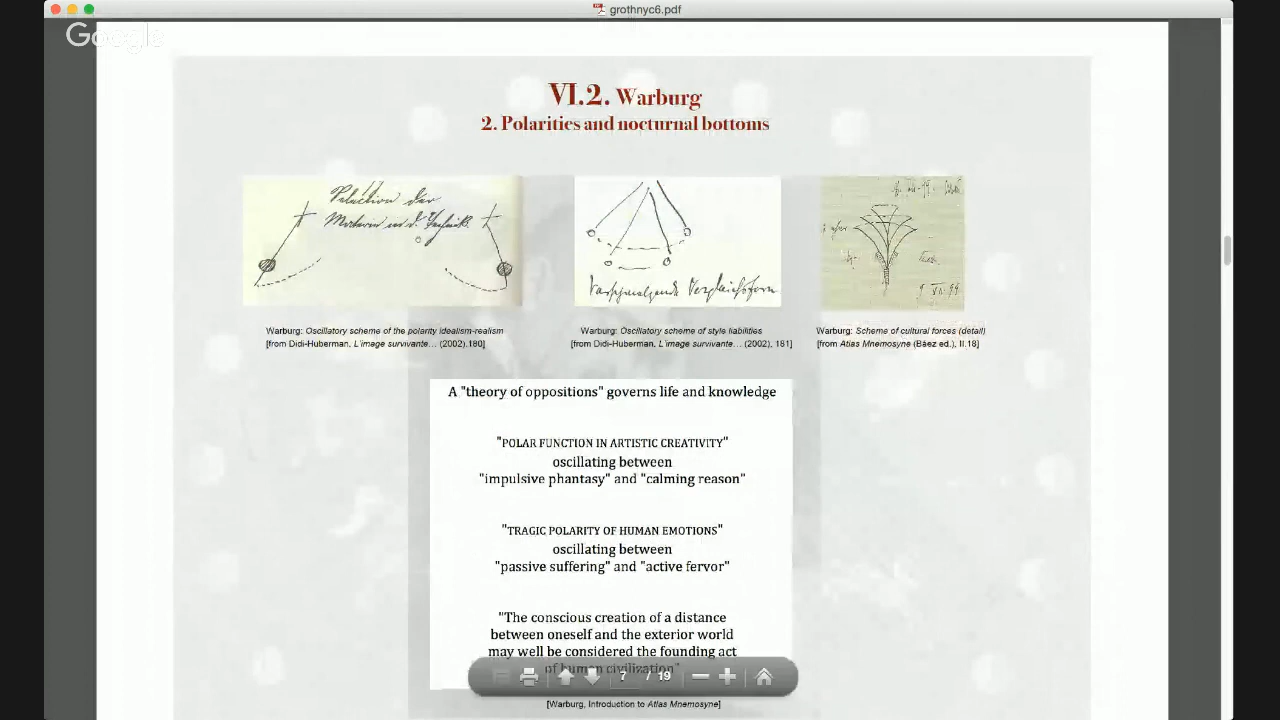 grothnyc6.pdf
Google
VI.2. Warburg
2. Polarities and nocturnal bottoms
Warburg: Oscillatory scheme of the polarity idealism-realism
[from Didi-Huberman, L'image survivante... (2002),180]
Warburg: Oscillatory scheme of style liabilities
[from Didi-Huberman, L'image survivante... (2002), 181]
Warburg: Scheme of cultural forces (detail)
[from Atlas Mnemosyne (Báez ed.), II.18]
A "theory of oppositions" governs life and knowledge
"POLAR FUNCTION IN ARTISTIC CREATIVITY"
oscillating between
"impulsive phantasy" and "calming reason"
"TRAGIC POLARITY OF HUMAN EMOTIONS"
oscillating between
"passive suffering" and "active fervor"
"The conscious creation of a distance
between oneself and the exterior world
may well be considered the founding act
of human civilization"
7 / 19
[Warburg, Introduction to Atlas Mnemosyne]